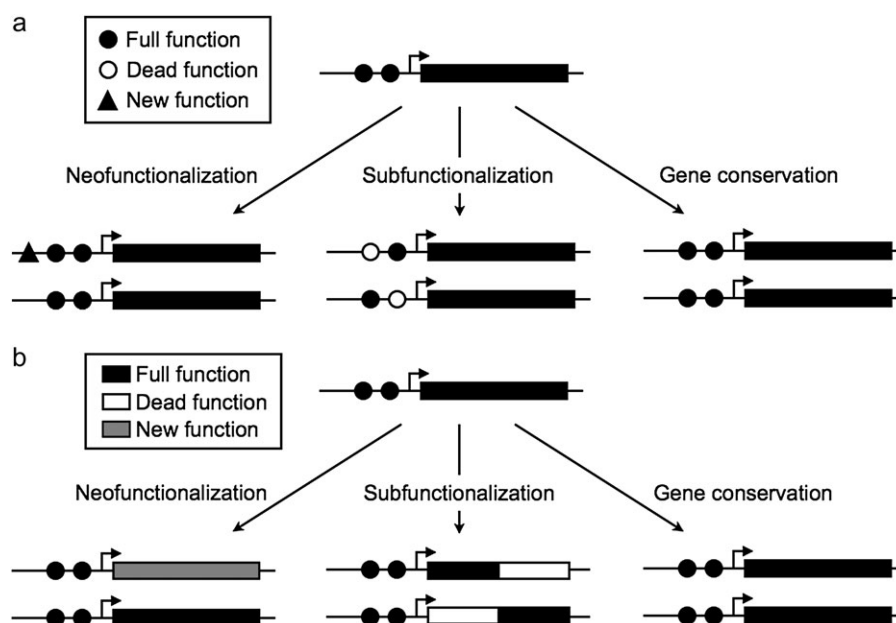 a
Full function
Dead function
New function
Neofunctionalization
Subfunctionalization
Gene conservation
b
Full function
Dead function
New function
Neofunctionalization
Subfunctionalization
Gene conservation